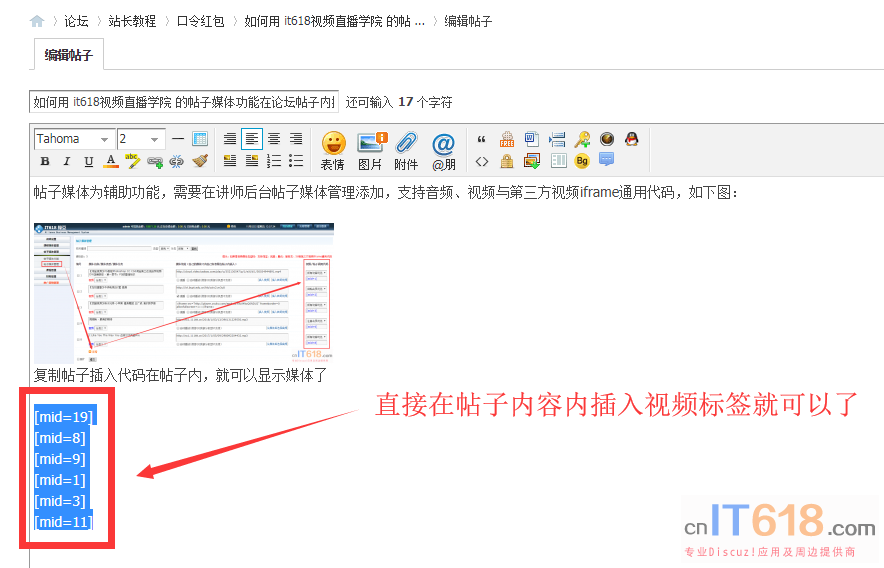 论坛 › 站长教程 › 口令红包 › 如何用 it618视频直播学院 的帖 ... › 编辑帖子
编辑帖子
如何用 it618视频直播学院 的帖子媒体功能在论坛帖子内
还可输入 17 个字符
Tahoma 2
B I U A abc
表情 图片 附件 @朋
FREE W Bg
帖子媒体为辅助功能，需要在讲师后台帖子媒体管理添加，支持音频、视频与第三方视频iframe通用代码，如下图：
cnIT618.com
复制帖子插入代码在帖子内，就可以显示媒体了
直接在帖子内容内插入视频标签就可以了
[mid=19]
[mid=8]
[mid=9]
[mid=1]
[mid=3]
[mid=11]
cnIT618.com
专业Discuz!应用及周边提供商